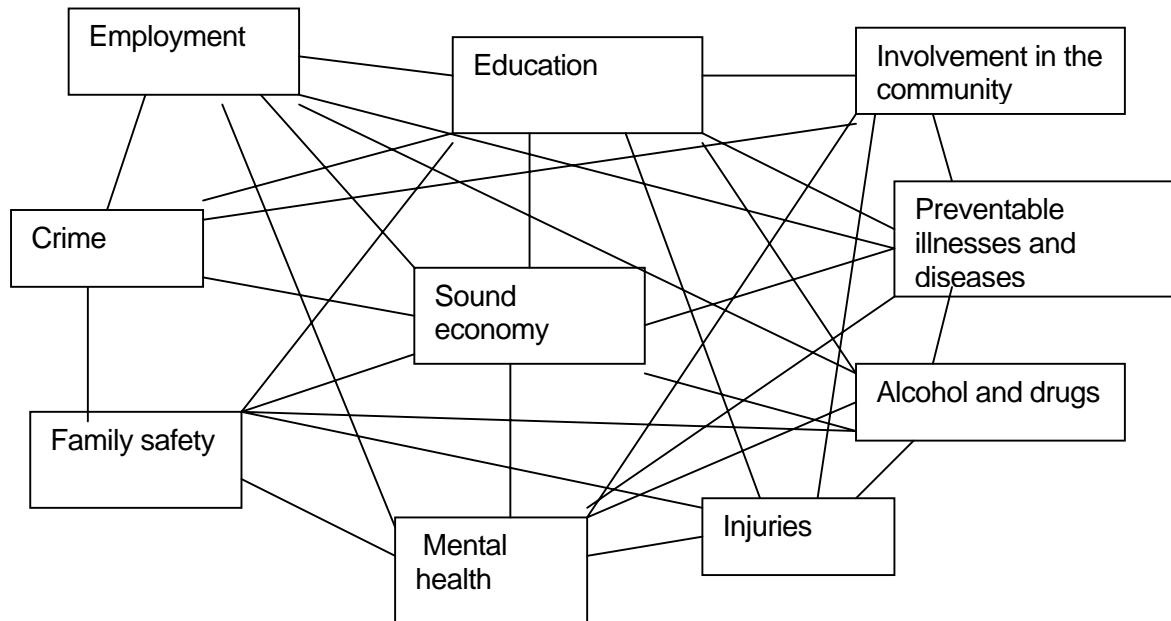 Employment
Education
Involvement in the
community
Crime
Preventable
illnesses and
diseases
Sound
economy
Alcohol and drugs
Family safety
Mental
health
Injuries